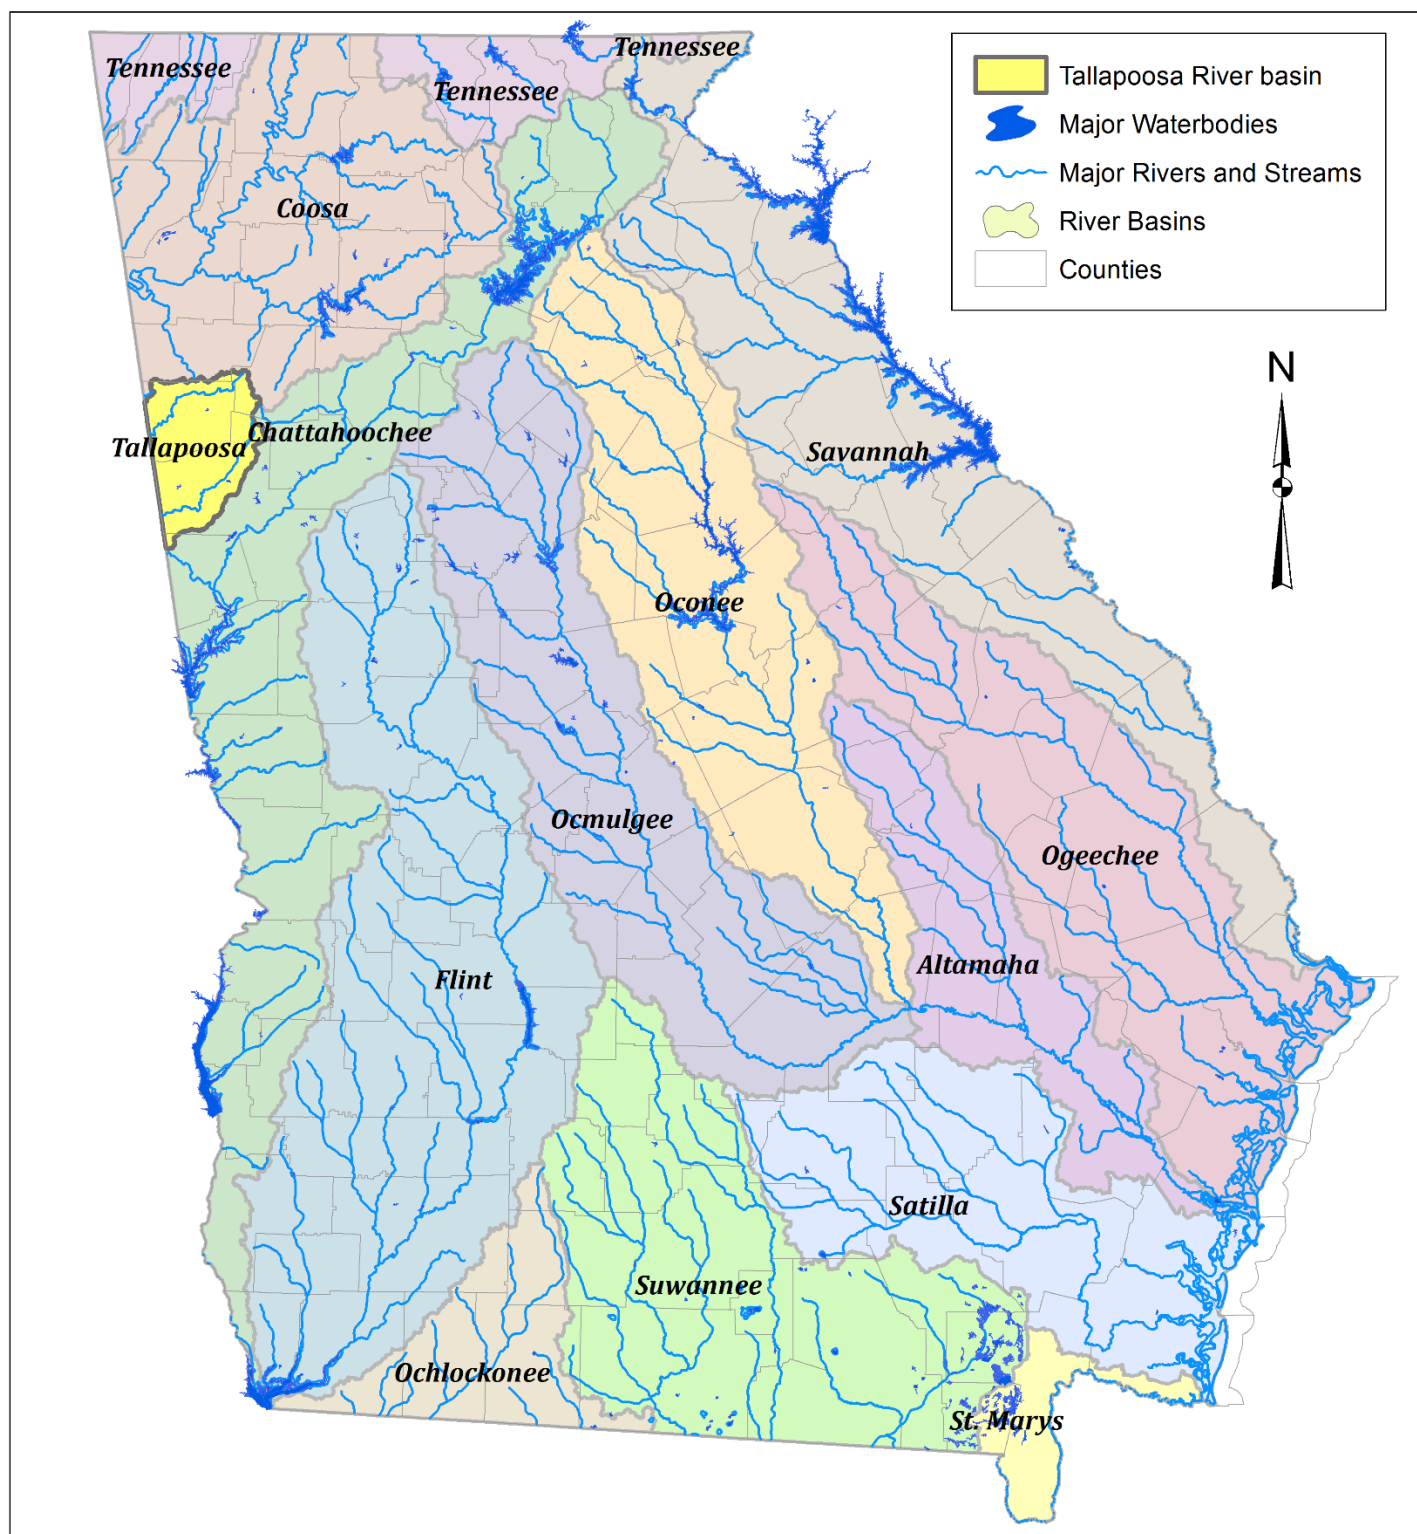 Tennessee
Tennessee
Tennessee
Tallapoosa River basin
Major Waterbodies
Major Rivers and Streams
River Basins
Counties
Coosa
N
Tallapoosa
Chattahoochee
Savannah
Oconee
Ocmulgee
Ogeechee
Flint
Altamaha
Satilla
Suwannee
Ochlockonee
St. Marys